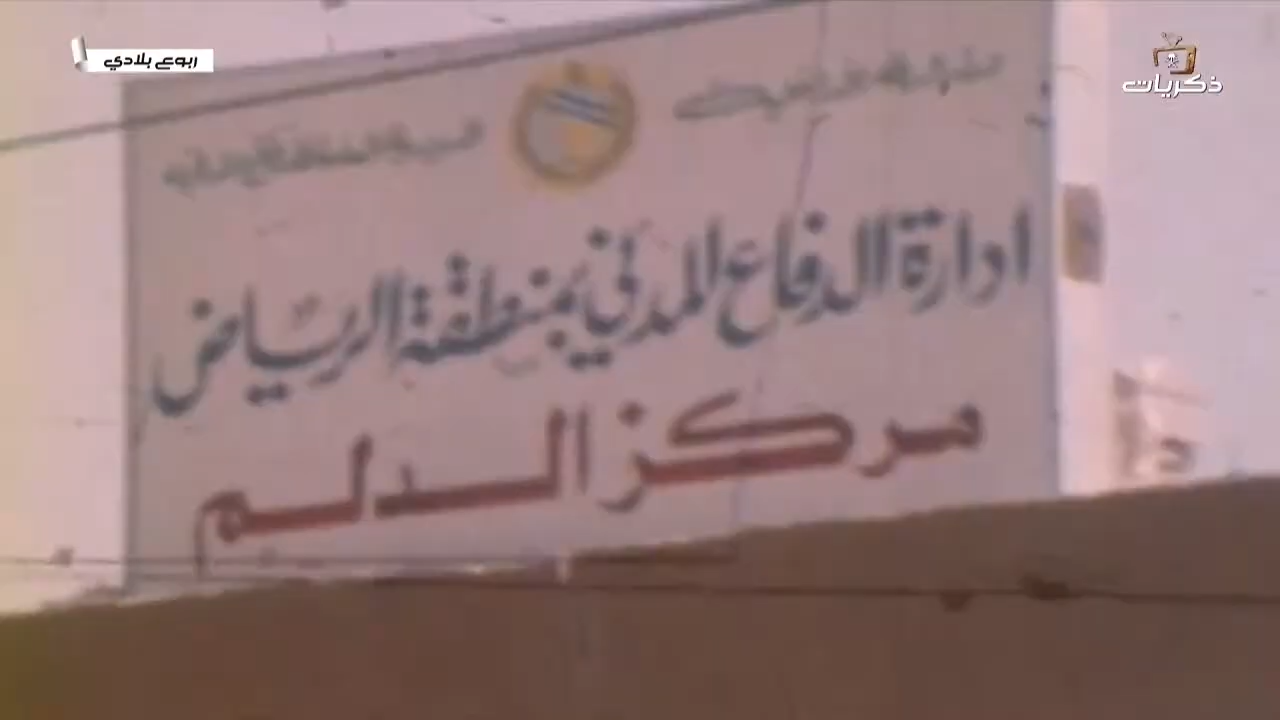 ربوع بلادي
ذكريات
ادارة الدفاع المدني بمنطقة الرياض
مركز الدلم